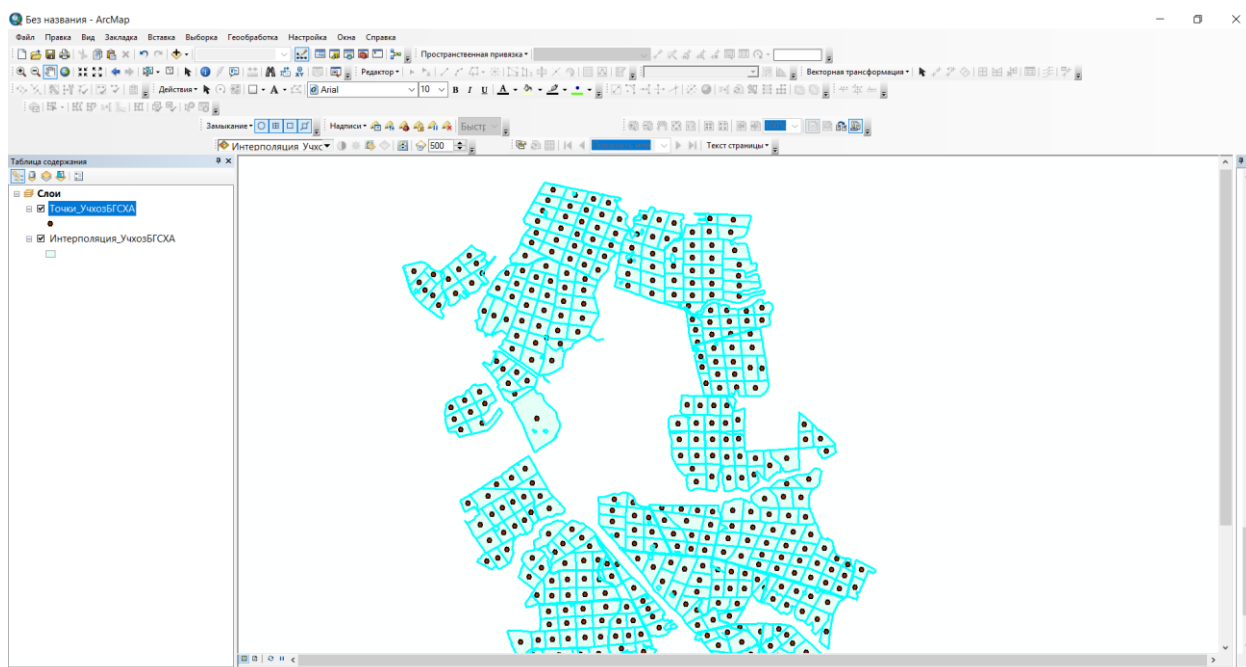 Без названия - ArcMap
Файл Правка Вид Закладка Вставка Выборка Геообработка Настройка Окна Справка
Пространственная привязка
Редактор Векторная трансформация
Действия Arial 10 B I U A
Замыкание Надписи Быстр
Интерполяция Учхс 500 Текст страницы
Таблица содержания
Слои
Точки_УчхозБГСХА
Интерполяция_УчхозБГСХА